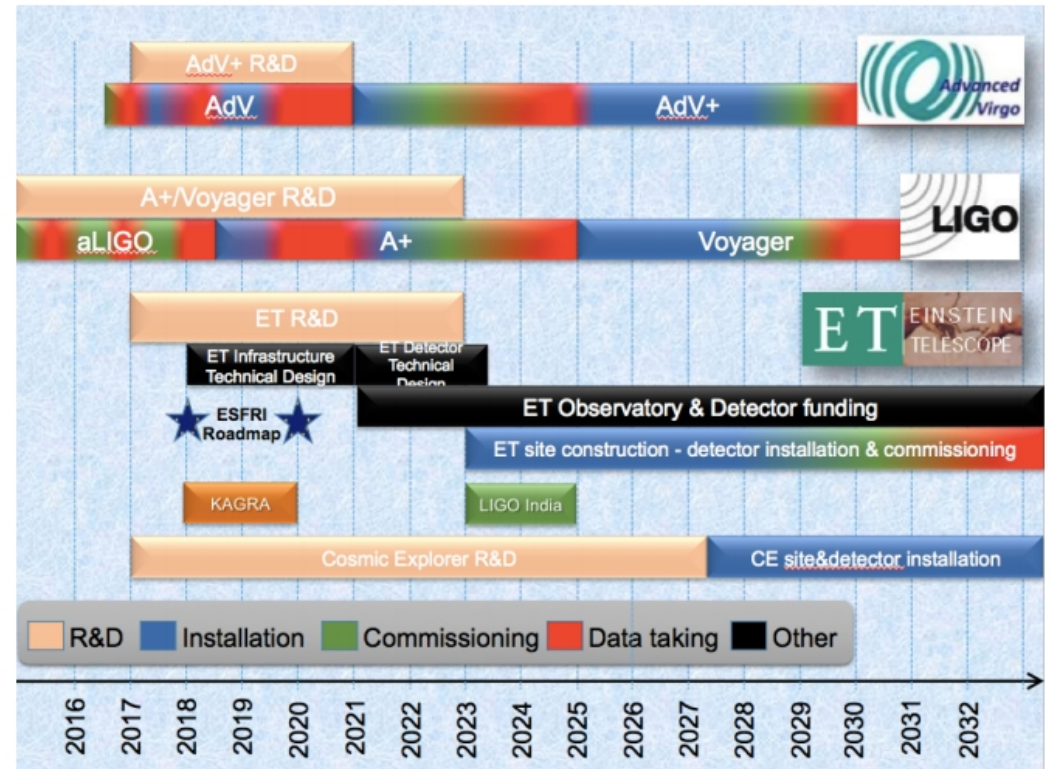 AdV+ R&D
AdV
AdV+
Advanced
Virgo
A+/Voyager R&D
aLIGO
A+
Voyager
LIGO
ET R&D
ET
EINSTEIN
TELESCOPE
ET Infrastructure
Technical Design
ET Detector
Technical
Design
ET Observatory & Detector funding
ESFRI
Roadmap
ET site construction - detector installation & commissioning
KAGRA
LIGO India
Cosmic Explorer R&D
CE site&detector installation
R&D
Installation
Commissioning
Data taking
Other
2016
2017
2018
2019
2020
2021
2022
2023
2024
2025
2026
2027
2028
2029
2030
2031
2032